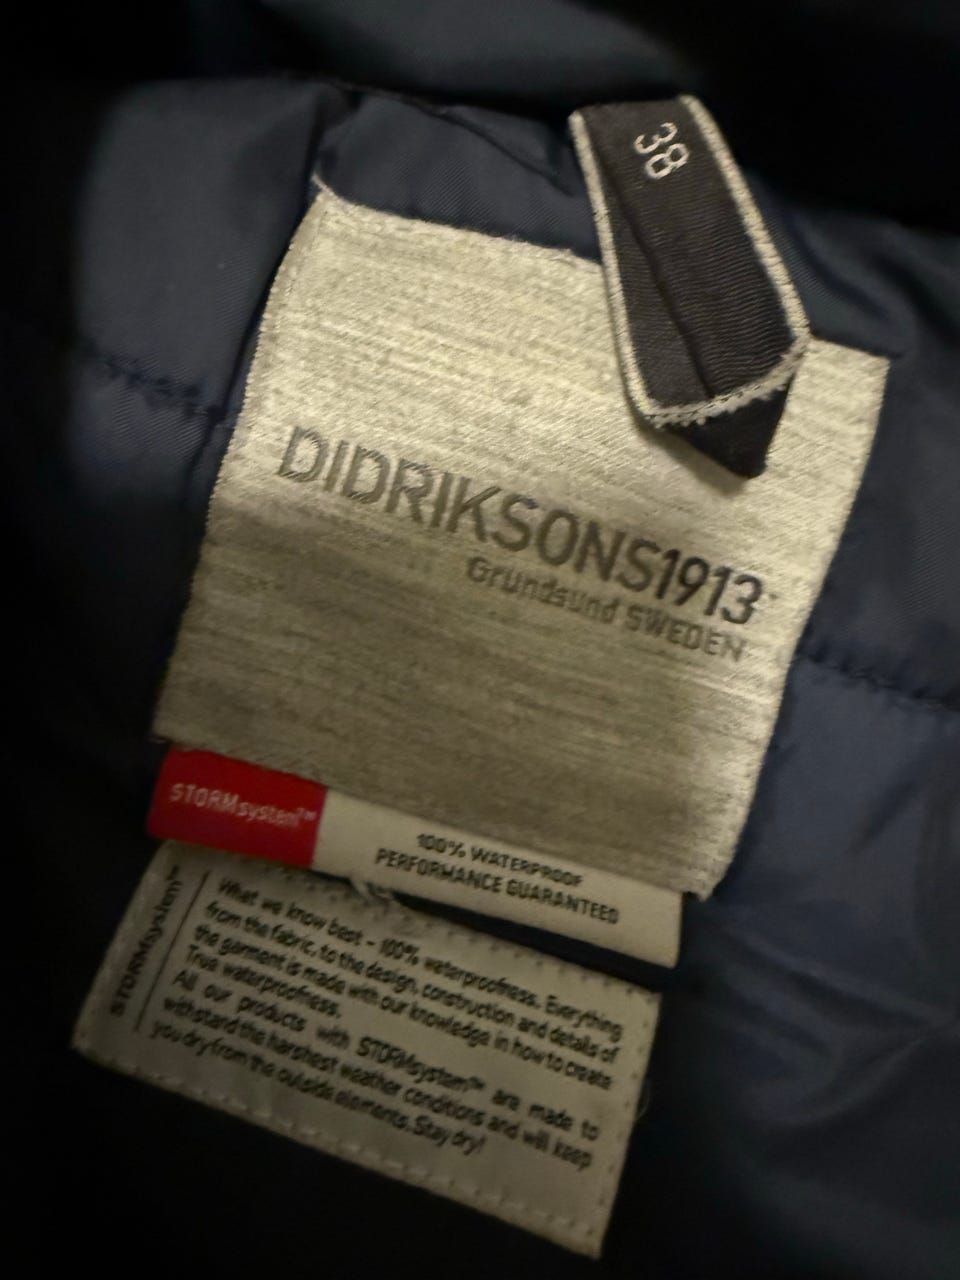 38
DIDRIKSONS1913
Grundsund SWEDEN
STORMsystem™
100% WATERPROOF
PERFORMANCE GUARANTEED
STORMsystem™
What we know best - 100% waterproofness. Everything
from the fabric, to the design, construction and details of
the garment is made with our knowledge in how to create
True waterproofness.
All our products with STORMsystem™ are made to
withstand the harshest weather conditions and will keep
you dry from the outside elements. Stay dry!